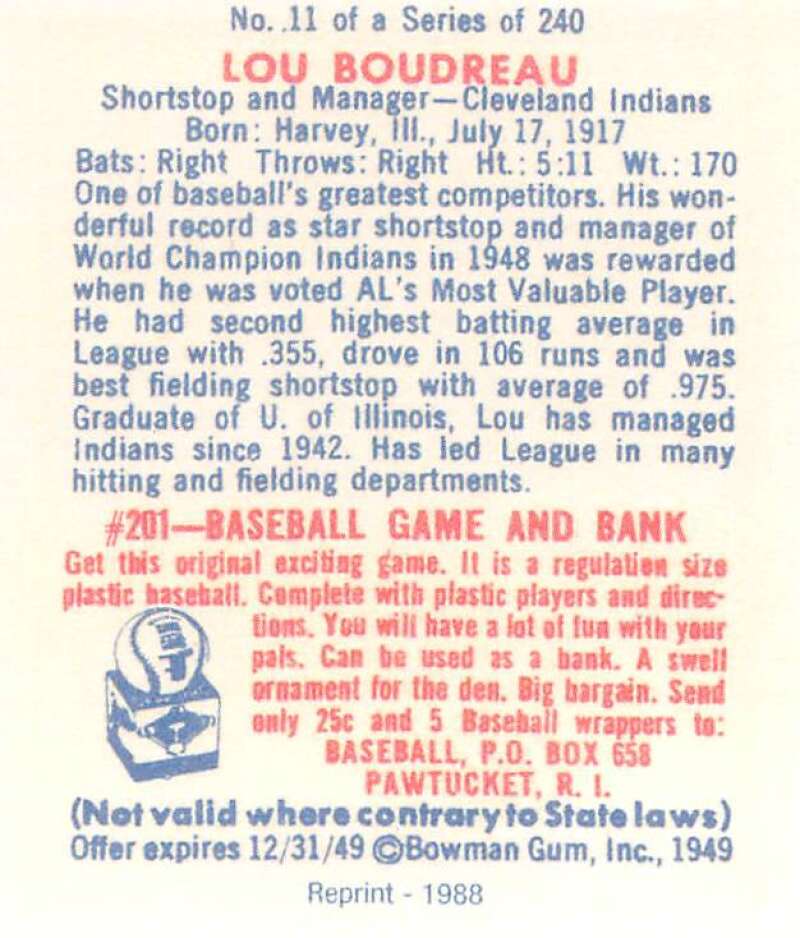 No. .11 of a Series of 240
LOU BOUDREAU
Shortstop and Manager—Cleveland Indians
Born: Harvey, Ill., July 17, 1917
Bats: Right Throws: Right Ht.: 5:11 Wt.: 170
One of baseball's greatest competitors. His won-
derful record as star shortstop and manager of
World Champion Indians in 1948 was rewarded
when he was voted AL's Most Valuable Player.
He had second highest batting average in
League with .355, drove in 106 runs and was
best fielding shortstop with average of .975.
Graduate of U. of Illinois, Lou has managed
Indians since 1942. Has led League in many
hitting and fielding departments.
#201—BASEBALL GAME AND BANK
Get this original exciting game. It is a regulation size
plastic baseball. Complete with plastic players and direc-
tions. You will have a lot of fun with your
pals. Can be used as a bank. A swell
ornament for the den. Big bargain. Send
only 25c and 5 Baseball wrappers to:
BASEBALL, P.O. BOX 658
PAWTUCKET, R. I.
(Not valid where contrary to State laws)
Offer expires 12/31/49 ©Bowman Gum, Inc., 1949
Reprint - 1988